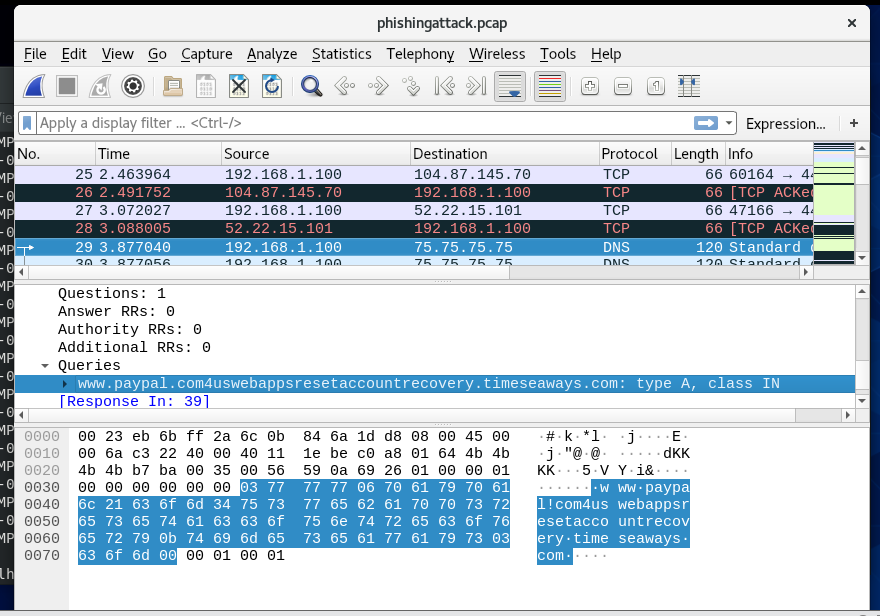 phishingattack.pcap
File Edit View Go Capture Analyze Statistics Telephony Wireless Tools Help
Apply a display filter ... <Ctrl-/>
Expression...
No. Time Source Destination Protocol Length Info
25 2.463964 192.168.1.100 104.87.145.70 TCP 66 60164 → 44
26 2.491752 104.87.145.70 192.168.1.100 TCP 66 [TCP ACKed
27 3.072027 192.168.1.100 52.22.15.101 TCP 66 47166 → 44
28 3.088005 52.22.15.101 192.168.1.100 TCP 66 [TCP ACKed
29 3.877040 192.168.1.100 75.75.75.75 DNS 120 Standard
30 3.877056 192.168.1.100 75.75.75.75 DNS 120 Standard
Questions: 1
Answer RRs: 0
Authority RRs: 0
Additional RRs: 0
Queries
www.paypal.com4uswebappsresetaccountrecovery.timeseaways.com: type A, class IN
[Response In: 39]
0000 00 23 eb 6b ff 2a 6c 0b 84 6a 1d d8 08 00 45 00 ·#·k·*l· ·j····E·
0010 00 6a c3 22 40 00 40 11 1e be c0 a8 01 64 4b 4b ·j·"@·@· ·····dKK
0020 4b 4b b7 ba 00 35 00 56 59 0a 69 26 01 00 00 01 KK···5·V Y·i&····
0030 00 00 00 00 00 00 03 77 77 77 06 70 61 79 70 61 ·······w ww·paypa
0040 6c 21 63 6f 6d 34 75 73 77 65 62 61 70 70 73 72 l!com4us webappsr
0050 65 73 65 74 61 63 63 6f 75 6e 74 72 65 63 6f 76 esetacco untrecov
0060 65 72 79 0b 74 69 6d 65 73 65 61 77 61 79 73 03 ery·time seaways·
0070 63 6f 6d 00 00 01 00 01 com·····